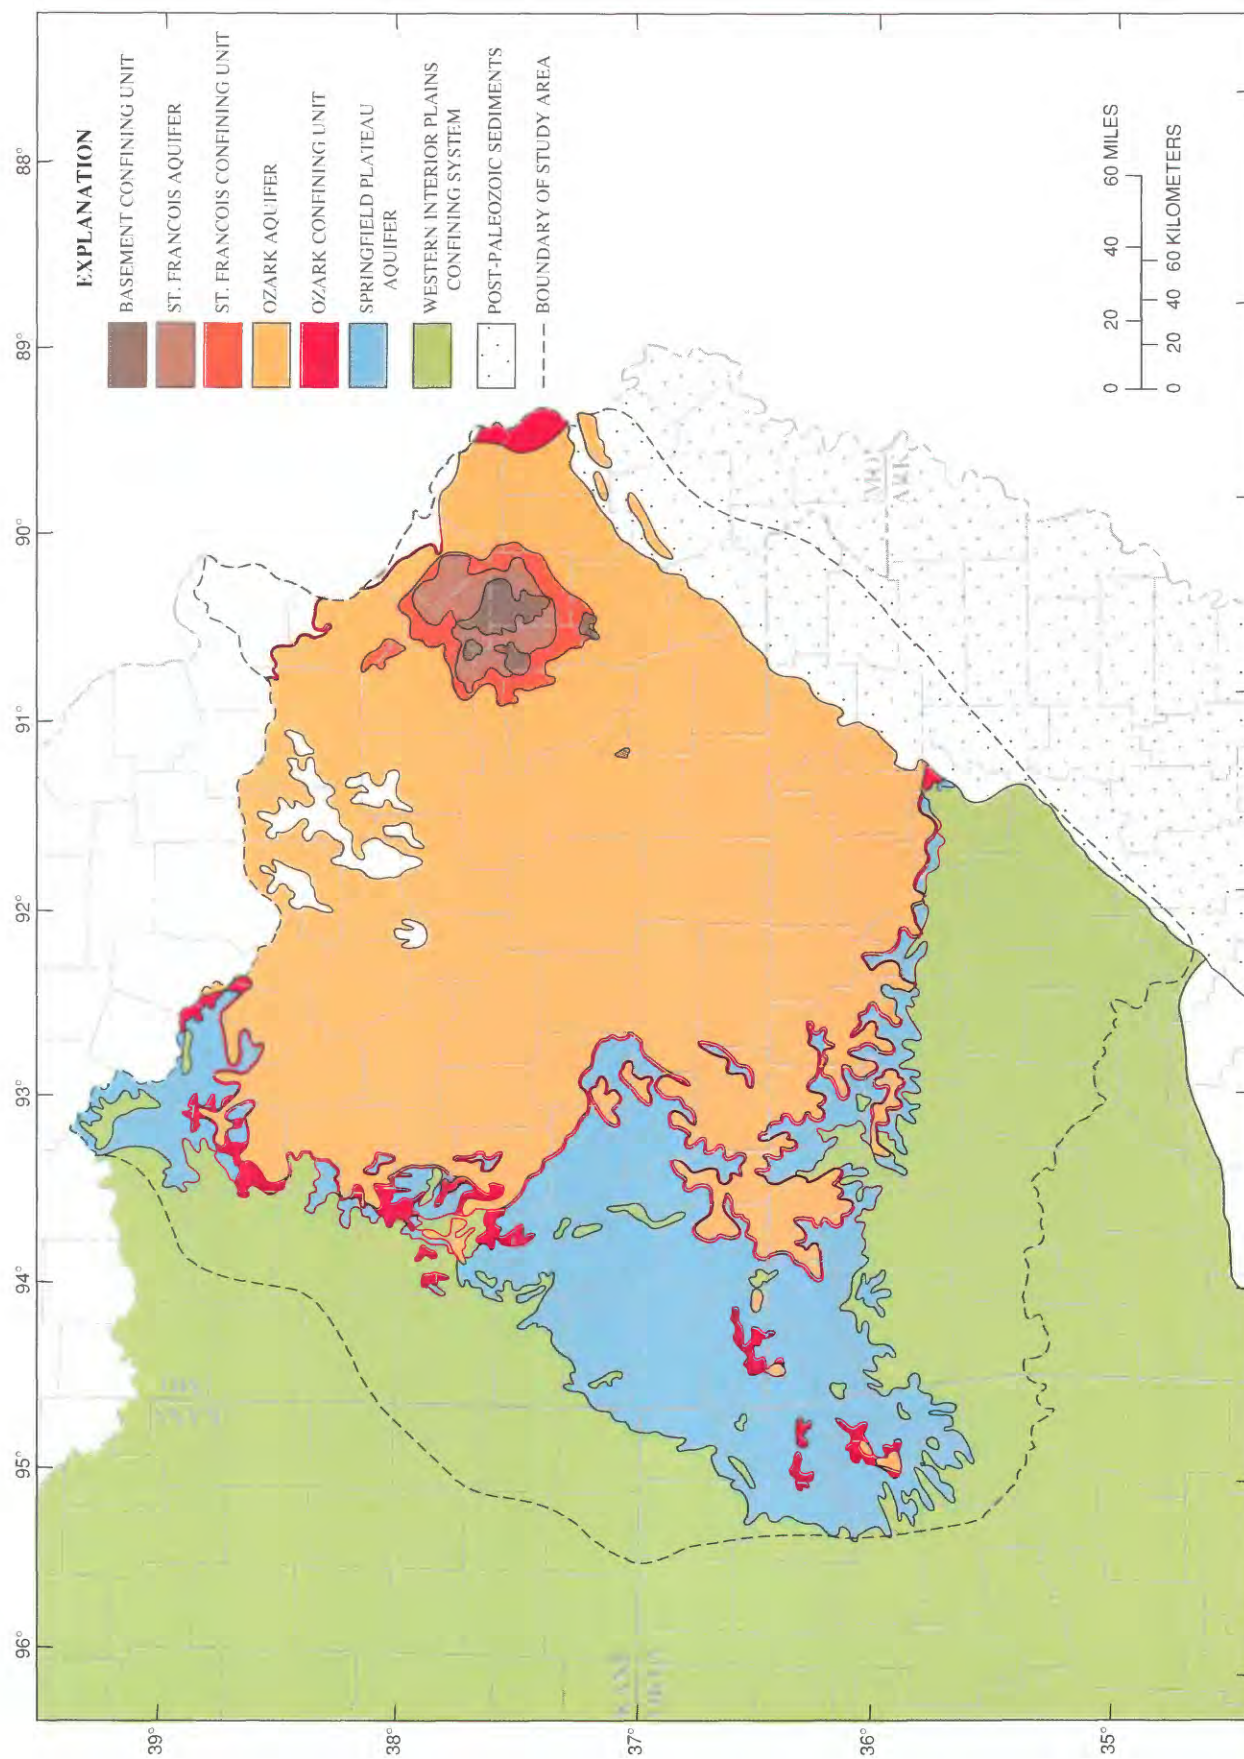 EXPLANATION
BASEMENT CONFINING UNIT
ST. FRANCOIS AQUIFER
ST. FRANCOIS CONFINING UNIT
OZARK AQUIFER
OZARK CONFINING UNIT
SPRINGFIELD PLATEAU
AQUIFER
WESTERN INTERIOR PLAINS
CONFINING SYSTEM
POST-PALEOZOIC SEDIMENTS
BOUNDARY OF STUDY AREA
0 20 40 60 MILES
0 20 40 60 KILOMETERS
96° 95° 94° 93° 92° 91° 90° 89° 88°
39°
38°
37°
36°
35°
MO
ARK